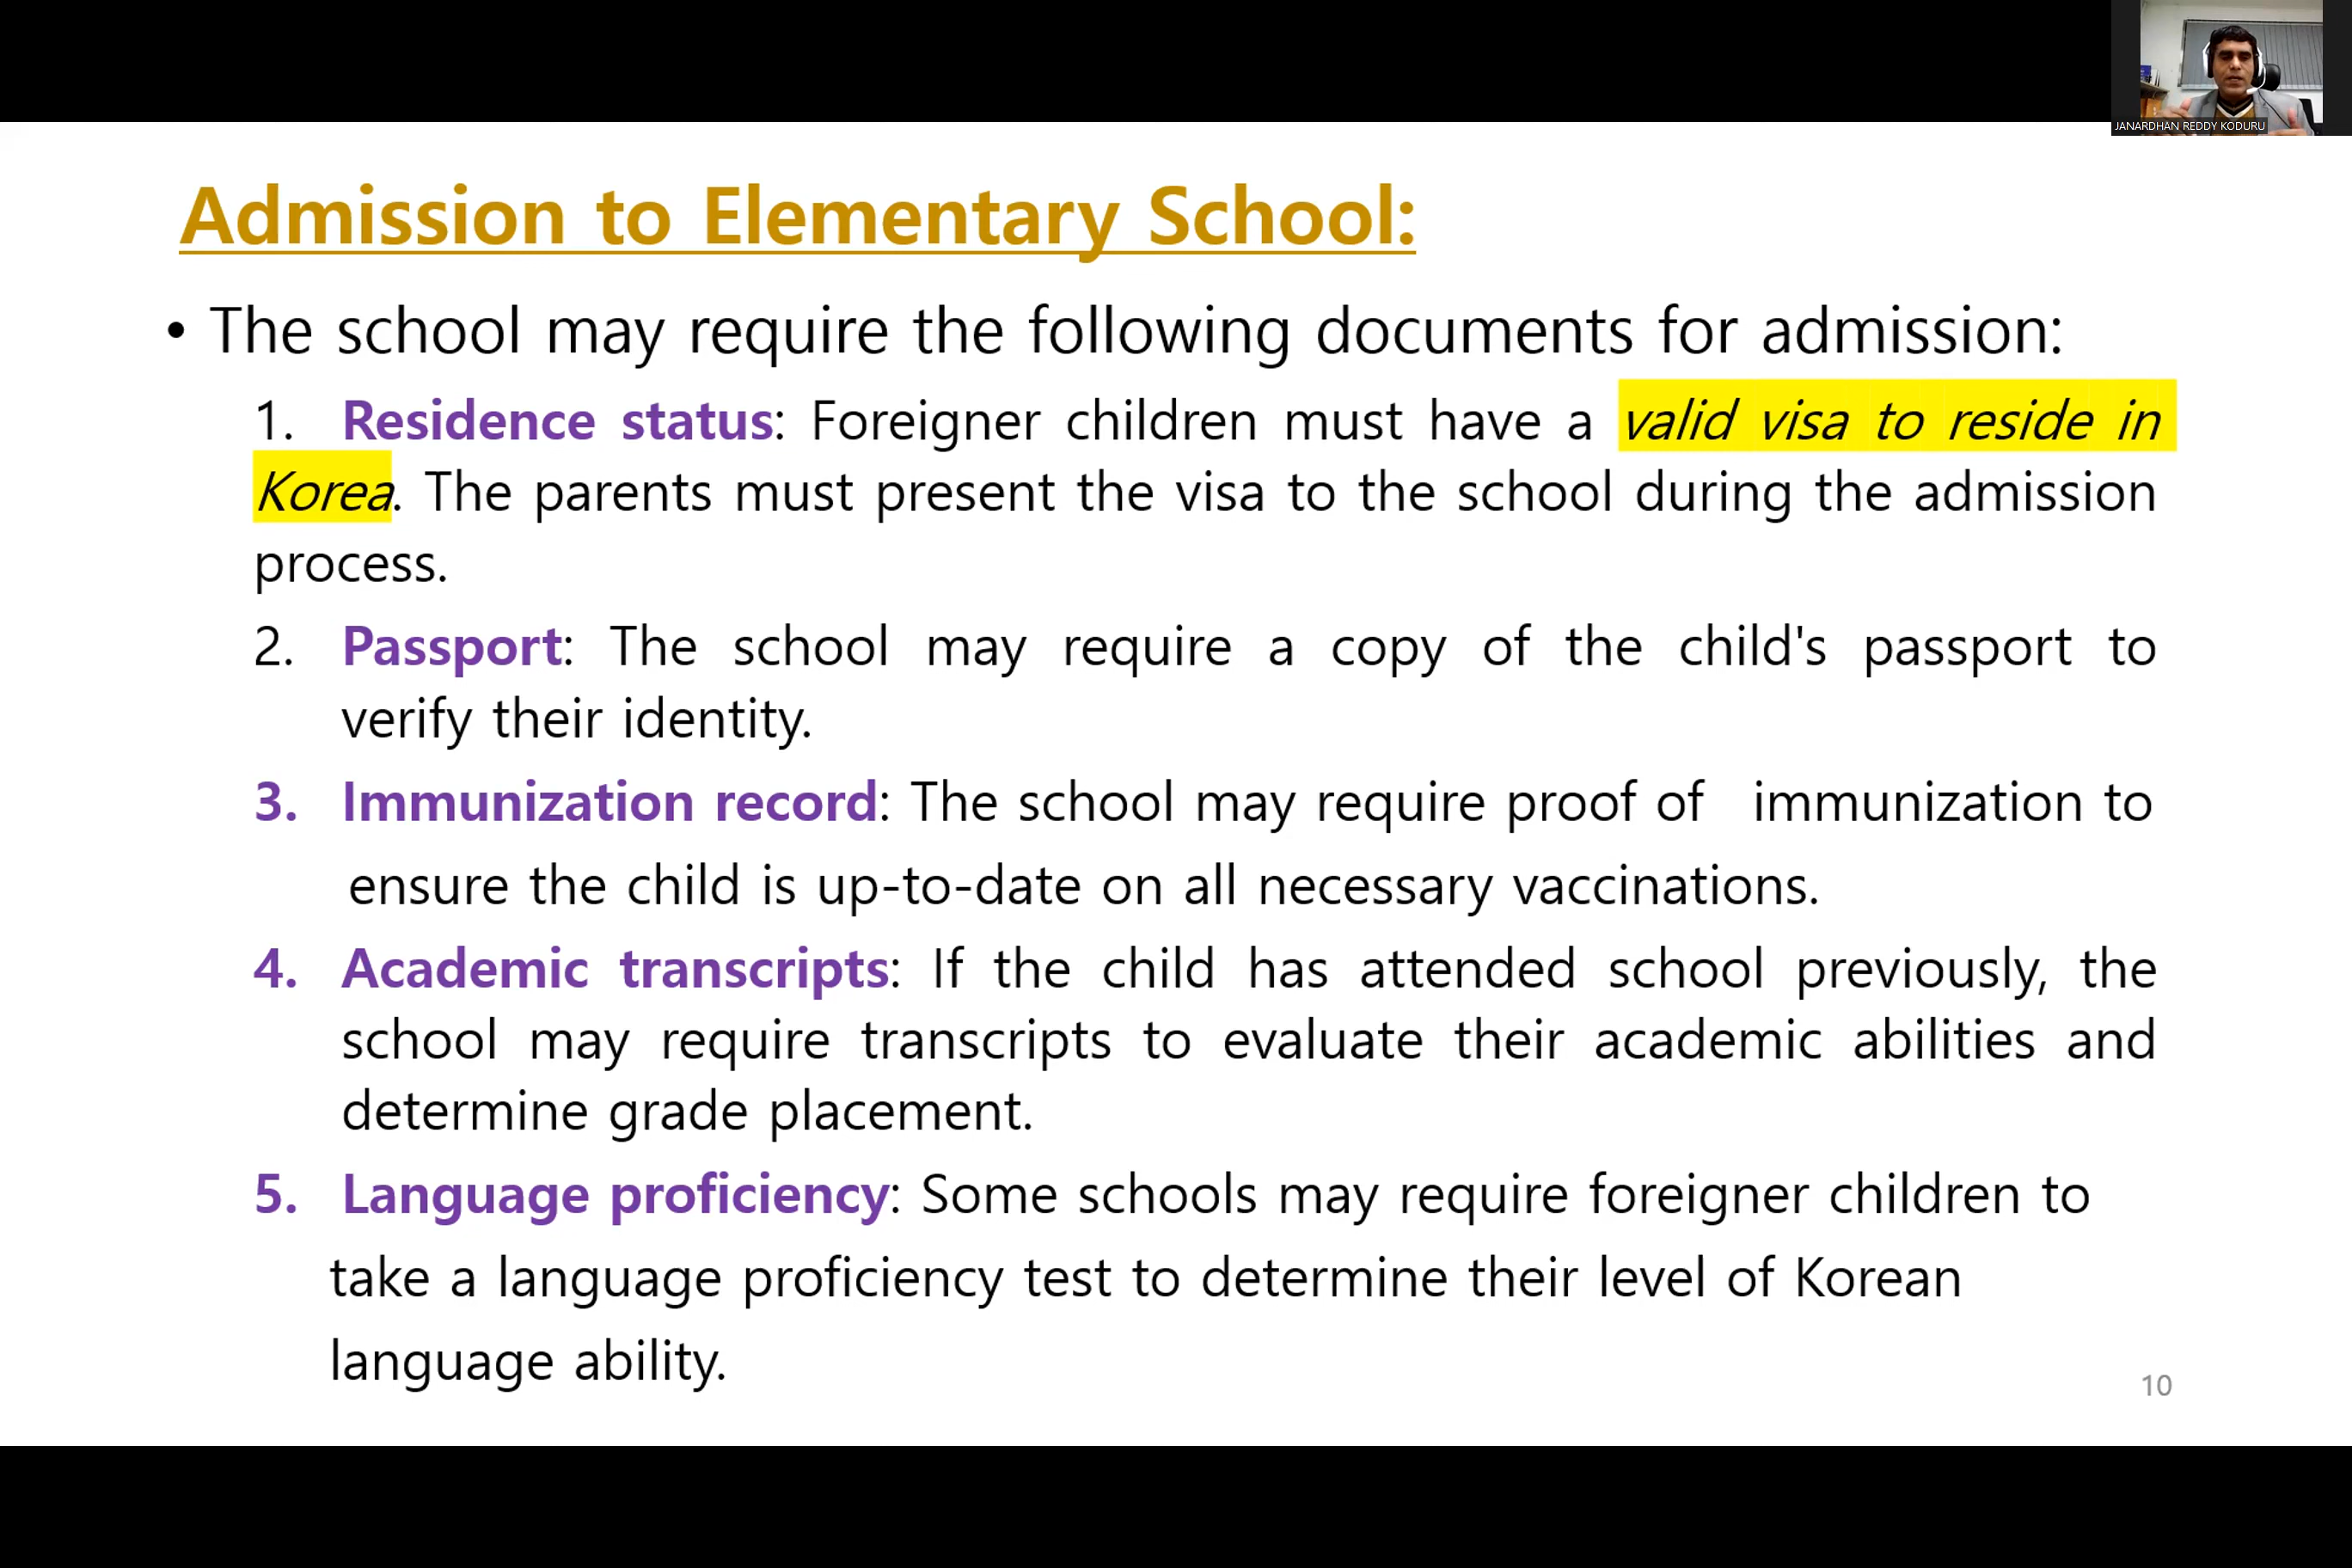 JANARDHAN REDDY KODURU
Admission to Elementary School:
• The school may require the following documents for admission:
1. Residence status: Foreigner children must have a valid visa to reside in
Korea. The parents must present the visa to the school during the admission
process.
2. Passport: The school may require a copy of the child's passport to
verify their identity.
3. Immunization record: The school may require proof of immunization to
ensure the child is up-to-date on all necessary vaccinations.
4. Academic transcripts: If the child has attended school previously, the
school may require transcripts to evaluate their academic abilities and
determine grade placement.
5. Language proficiency: Some schools may require foreigner children to
take a language proficiency test to determine their level of Korean
language ability.
10